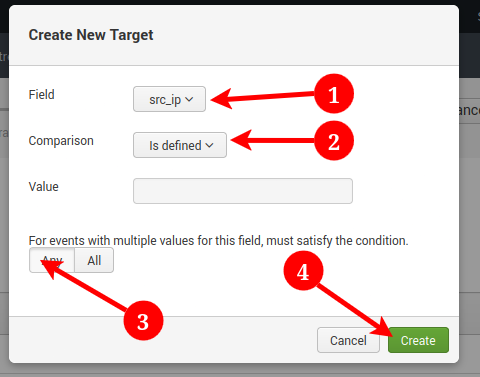 Create New Target
Field
src_ip
1
Comparison
Is defined
2
Value
For events with multiple values for this field, must satisfy the condition.
Any All
3
4
Cancel Create